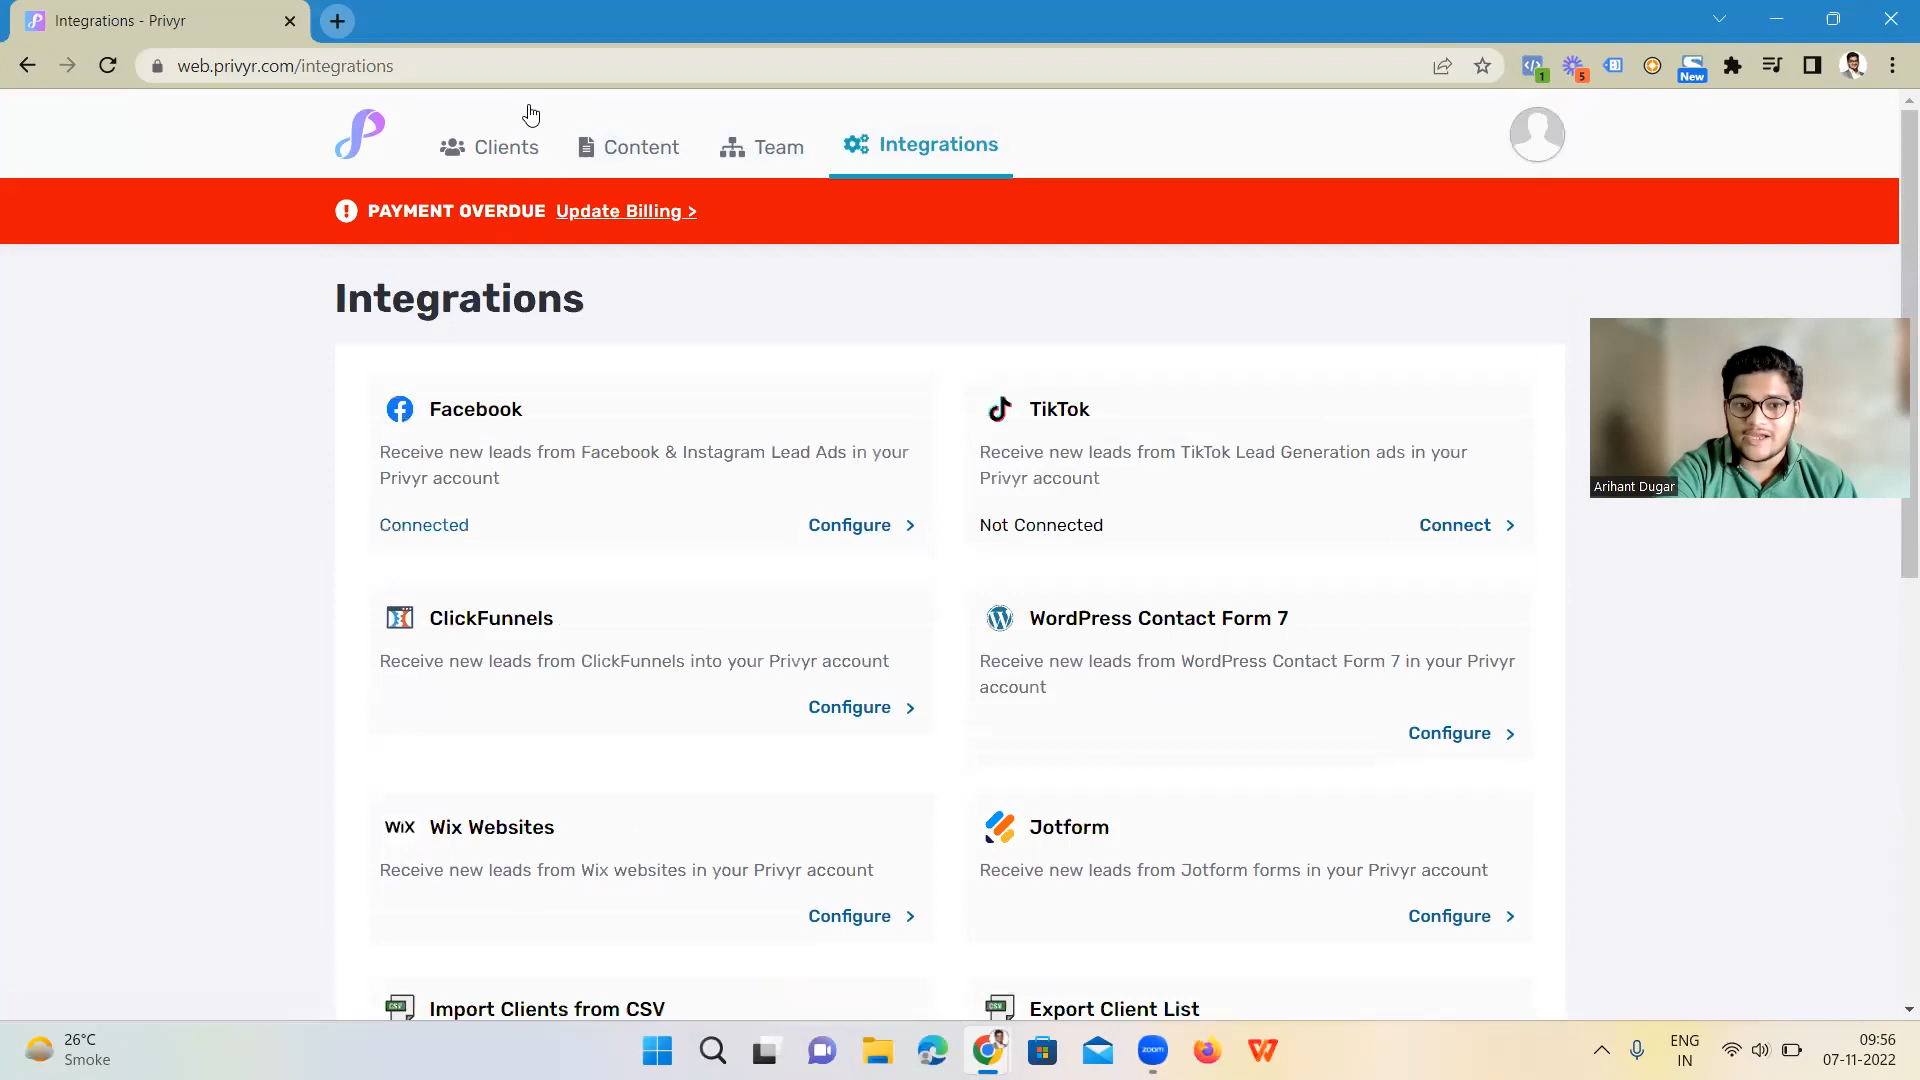 Integrations - Privyr
web.privyr.com/integrations
1
5
New
Clients
Content
Team
Integrations
PAYMENT OVERDUE Update Billing >
Integrations
Facebook
Receive new leads from Facebook & Instagram Lead Ads in your
Privyr account
Connected
Configure >
TikTok
Receive new leads from TikTok Lead Generation ads in your
Privyr account
Not Connected
Connect >
Arihant Dugar
ClickFunnels
Receive new leads from ClickFunnels into your Privyr account
Configure >
WordPress Contact Form 7
Receive new leads from WordPress Contact Form 7 in your Privyr
account
Configure >
WIX Wix Websites
Receive new leads from Wix websites in your Privyr account
Configure >
Jotform
Receive new leads from Jotform forms in your Privyr account
Configure >
CSV Import Clients from CSV
CSV Export Client List
26°C
Smoke
zoom
ENG
IN
09:56
07-11-2022